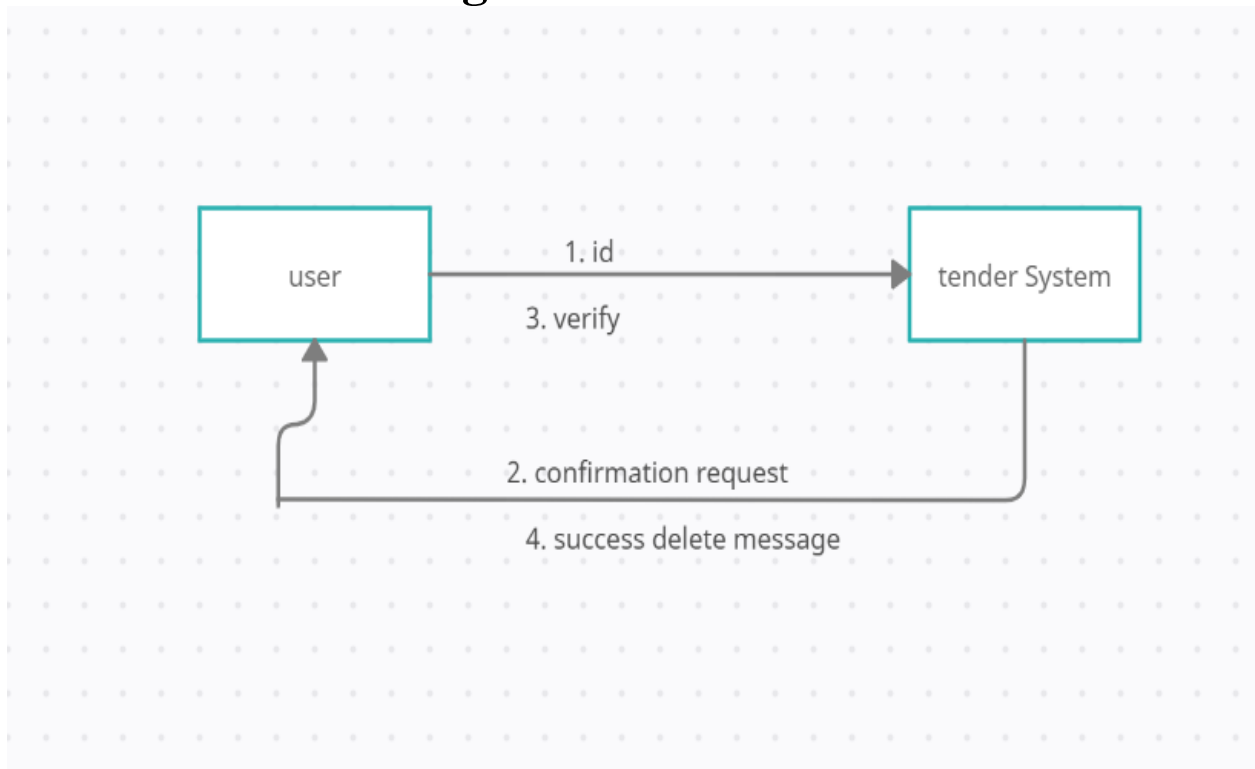 user
1. id
tender System
3. verify
2. confirmation request
4. success delete message